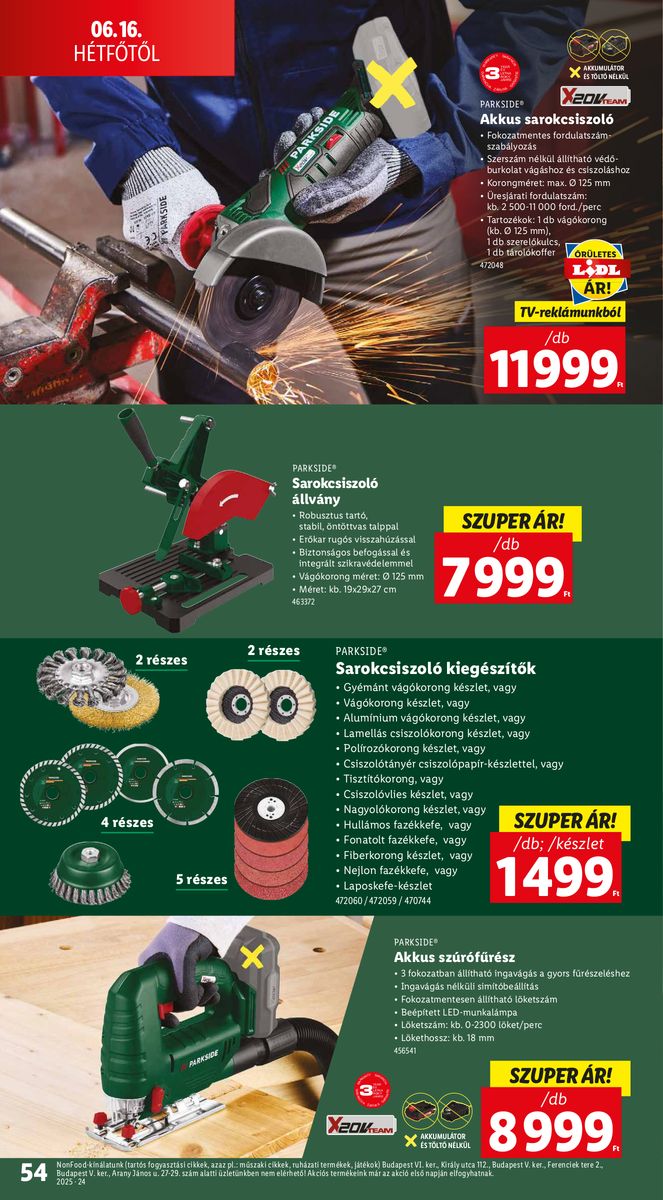 06.16.
HÉTFŐTŐL
PARKSIDE
PARKSIDE
3
AKKUMULÁTOR
ÉS TÖLTŐ NÉLKÜL
X20V TEAM
PARKSIDE®
Akkus sarokcsiszoló
• Fokozatmentes fordulatszám-
szabályozás
• Szerszám nélkül állítható védő-
burkolat vágáshoz és csiszoláshoz
• Korongméret: max. Ø 125 mm
• Üresjárati fordulatszám:
kb. 2 500-11 000 ford./perc
• Tartozékok: 1 db vágókorong
(kb. Ø 125 mm),
1 db szerelőkulcs,
1 db tárolókoffer
472048
ŐRÜLETES
LIDL
ÁR!
TV-reklámunkból
/db
11999 Ft
PARKSIDE®
Sarokcsiszoló
állvány
• Robusztus tartó,
stabil, öntöttvas talppal
• Erőkar rugós visszahúzással
• Biztonságos befogással és
integrált szikravédelemmel
• Vágókorong méret: Ø 125 mm
• Méret: kb. 19x29x27 cm
463372
SZUPER ÁR!
/db
7999 Ft
2 részes
2 részes
4 részes
5 részes
PARKSIDE®
Sarokcsiszoló kiegészítők
• Gyémánt vágókorong készlet, vagy
• Vágókorong készlet, vagy
• Alumínium vágókorong készlet, vagy
• Lamellás csiszolókorong készlet, vagy
• Polírozókorong készlet, vagy
• Csiszolótányér csiszolópapír-készlettel, vagy
• Tisztítókorong, vagy
• Csiszolóvlies készlet, vagy
• Nagyolókorong készlet, vagy
• Hullámos fazékkefe, vagy
• Fonatolt fazékkefe, vagy
• Fiberkorong készlet, vagy
• Nejlon fazékkefe, vagy
• Laposkefe-készlet
472060 / 472059 / 470744
SZUPER ÁR!
/db; /készlet
1499 Ft
PARKSIDE
PARKSIDE®
Akkus szúrófűrész
• 3 fokozatban állítható ingavágás a gyors fűrészeléshez
• Ingavágás nélküli simítóbeállítás
• Fokozatmentesen állítható löketszám
• Beépített LED-munkalámpa
• Löketszám: kb. 0-2300 löket/perc
• Lökethossz: kb. 18 mm
456541
3
X20V TEAM
AKKUMULÁTOR
ÉS TÖLTŐ NÉLKÜL
SZUPER ÁR!
/db
8999 Ft
54
NonFood-kínálatunk (tartós fogyasztási cikkek, azaz pl.: műszaki cikkek, ruházati termékek, játékok) Budapest VI. ker., Király utca 112., Budapest V. ker., Ferenciek tere 2.,
Budapest V. ker., Arany János u. 27-29. szám alatti üzletünkben nem elérhető! Akciós termékeink már az akció első napján elfogyhatnak.
2025 · 24